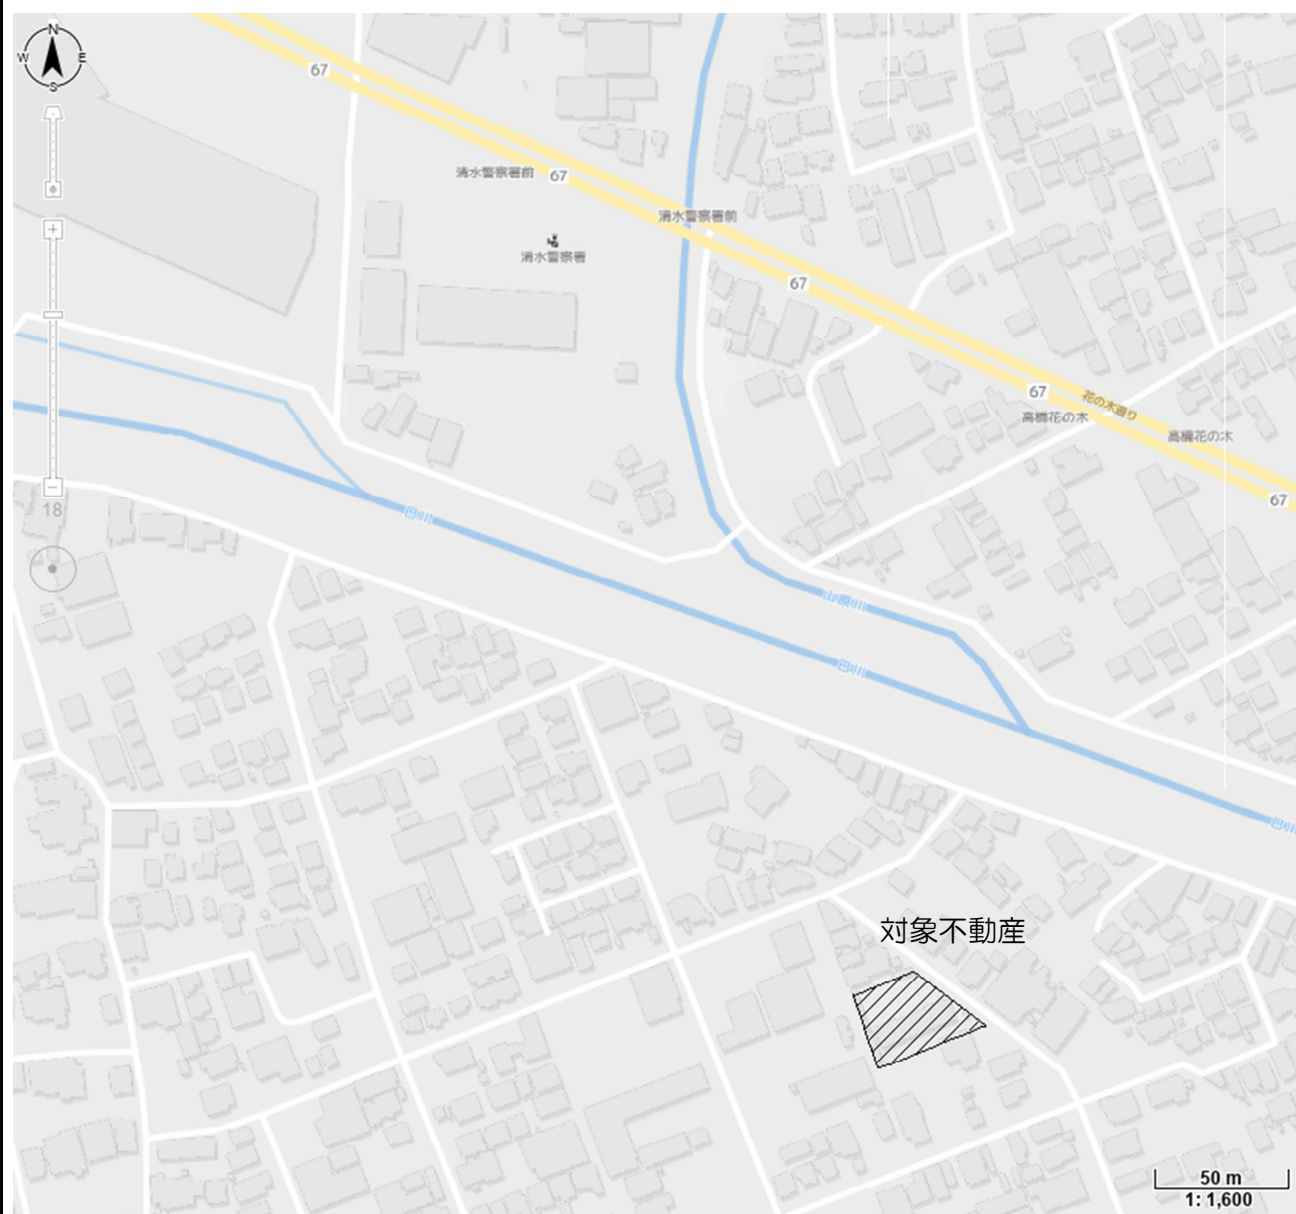 N
W E
S
67
清水警察署前
67
清水警察署前
清水警察署
67
67
花の木通り
高橋花の木
高橋花の木
67
18
巴川
山原川
巴川
巴川
対象不動産
50 m
1: 1,600